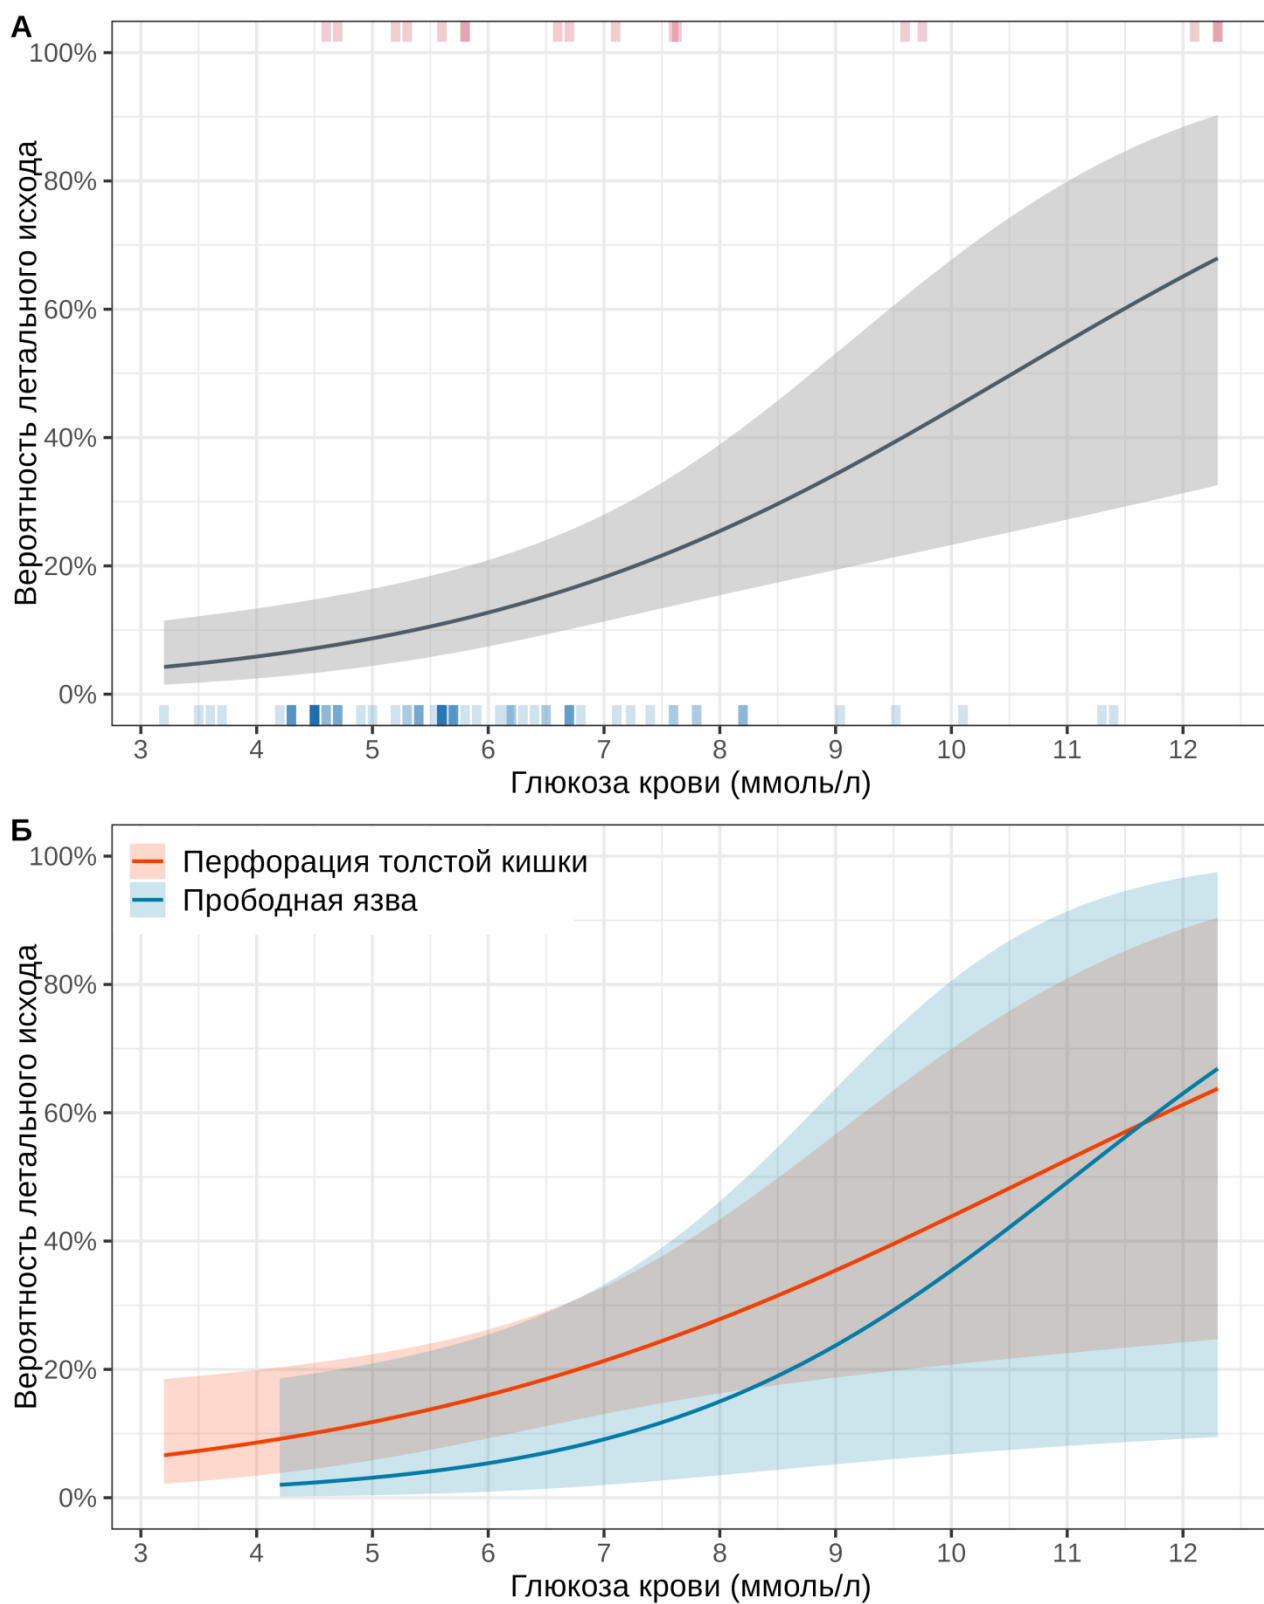 А
100%
80%
60%
40%
20%
0%
Вероятность летального исхода
3 4 5 6 7 8 9 10 11 12
Глюкоза крови (ммоль/л)
Б
Перфорация толстой кишки
Прободная язва
100%
80%
60%
40%
20%
0%
Вероятность летального исхода
3 4 5 6 7 8 9 10 11 12
Глюкоза крови (ммоль/л)